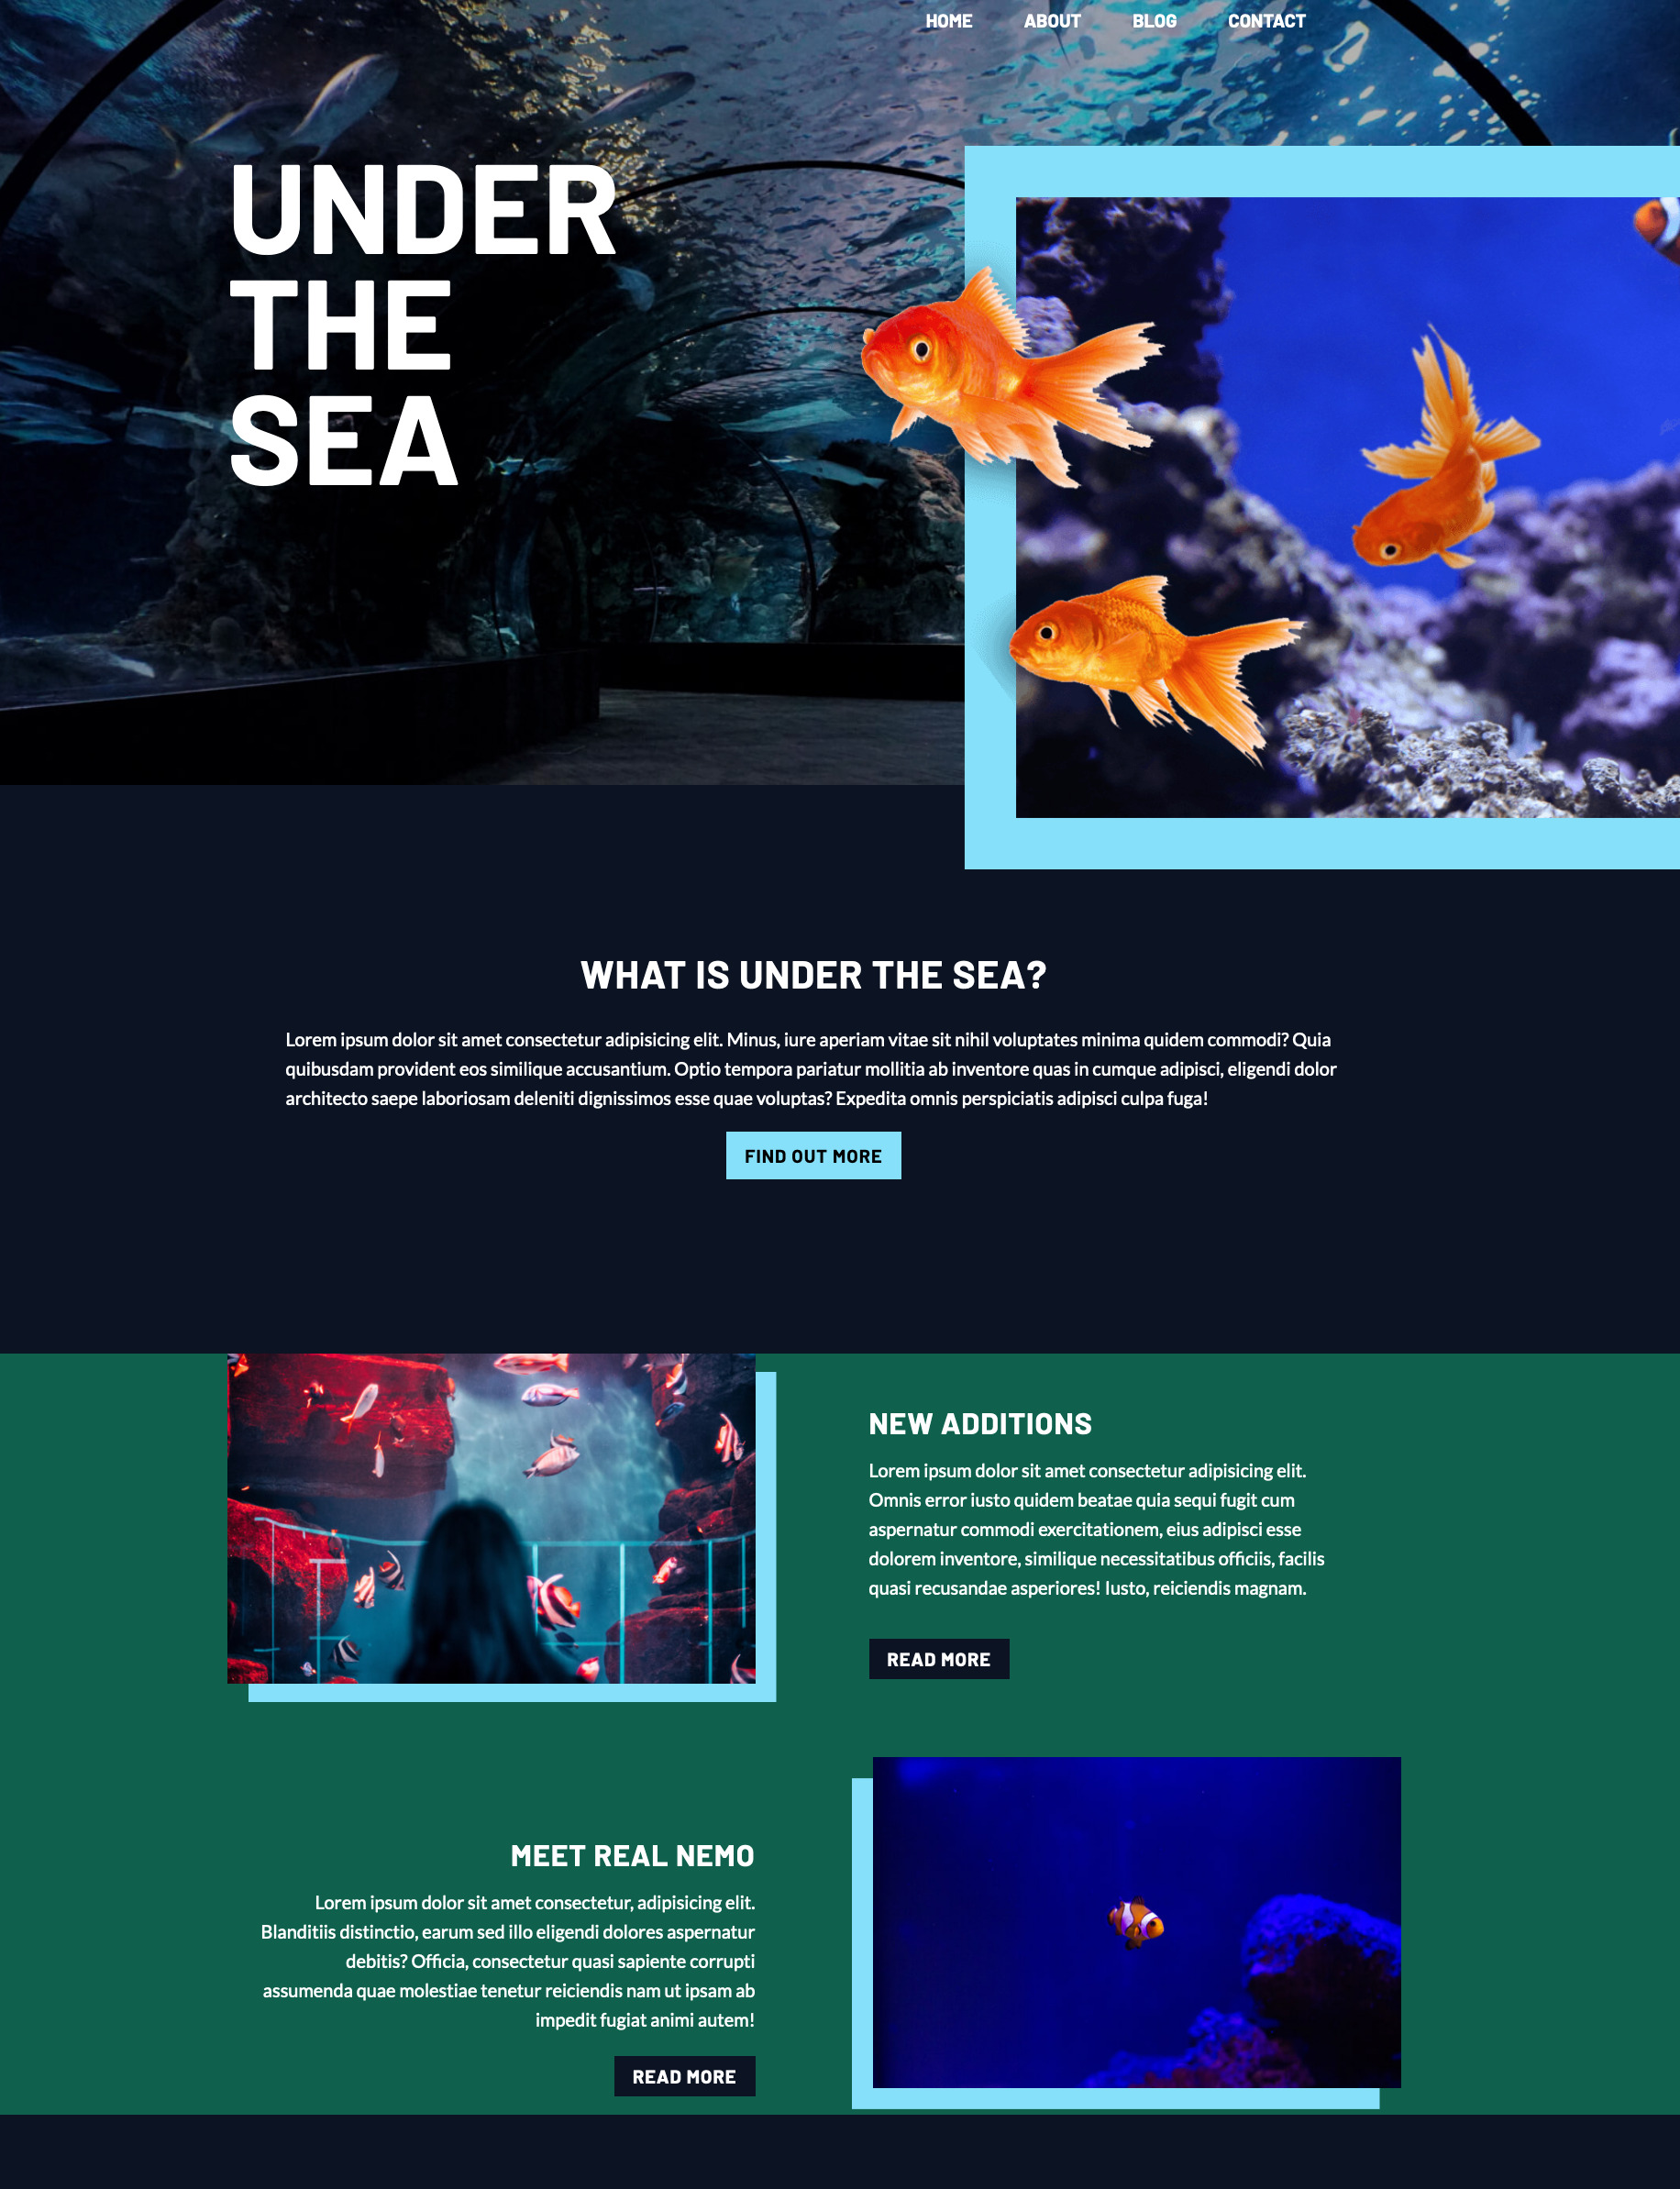 HOME ABOUT BLOG CONTACT
UNDER
THE
SEA
WHAT IS UNDER THE SEA?
Lorem ipsum dolor sit amet consectetur adipisicing elit. Minus, iure aperiam vitae sit nihil voluptates minima quidem commodi? Quia
quibusdam provident eos similique accusantium. Optio tempora pariatur mollitia ab inventore quas in cumque adipisci, eligendi dolor
architecto saepe laboriosam deleniti dignissimos esse quae voluptas? Expedita omnis perspiciatis adipisci culpa fuga!
FIND OUT MORE
NEW ADDITIONS
Lorem ipsum dolor sit amet consectetur adipisicing elit.
Omnis error iusto quidem beatae quia sequi fugit cum
aspernatur commodi exercitationem, eius adipisci esse
dolorem inventore, similique necessitatibus officiis, facilis
quasi recusandae asperiores! Iusto, reiciendis magnam.
READ MORE
MEET REAL NEMO
Lorem ipsum dolor sit amet consectetur, adipisicing elit.
Blanditiis distinctio, earum sed illo eligendi dolores aspernatur
debitis? Officia, consectetur quasi sapiente corrupti
assumenda quae molestiae tenetur reiciendis nam ut ipsam ab
impedit fugiat animi autem!
READ MORE